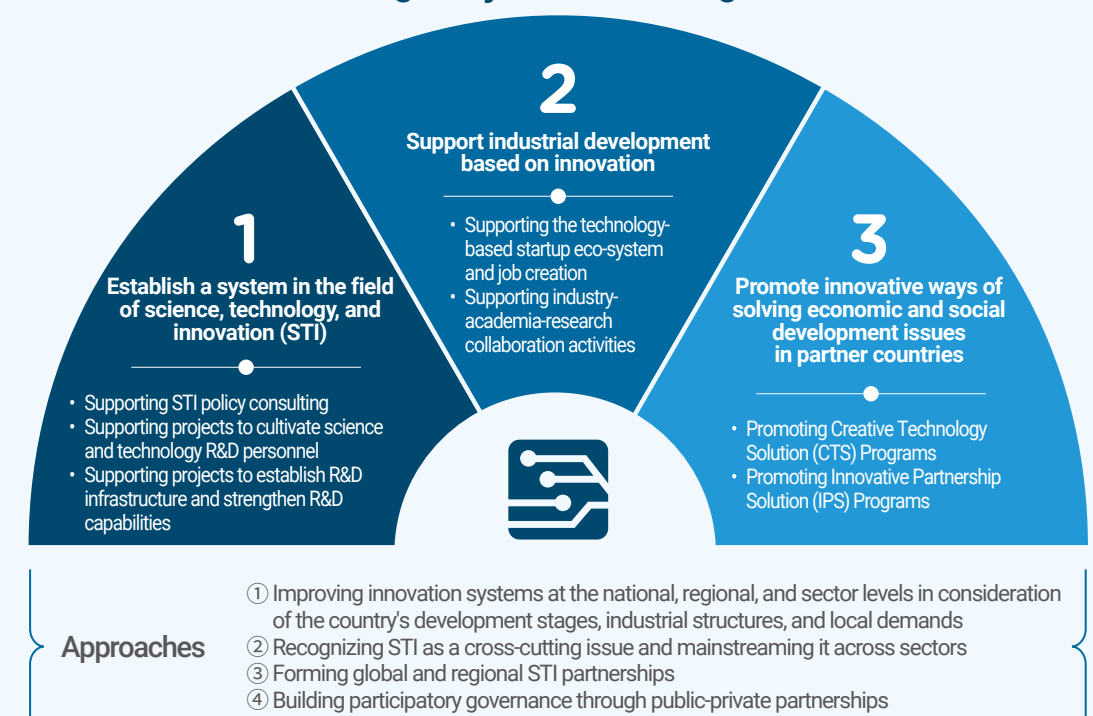 1
Establish a system in the field
of science, technology, and
innovation (STI)
• Supporting STI policy consulting
• Supporting projects to cultivate science
and technology R&D personnel
• Supporting projects to establish R&D
infrastructure and strengthen R&D
capabilities
2
Support industrial development
based on innovation
• Supporting the technology-
based startup eco-system
and job creation
• Supporting industry-
academia-research
collaboration activities
3
Promote innovative ways of
solving economic and social
development issues
in partner countries
• Promoting Creative Technology
Solution (CTS) Programs
• Promoting Innovative Partnership
Solution (IPS) Programs
Approaches
① Improving innovation systems at the national, regional, and sector levels in consideration
of the country's development stages, industrial structures, and local demands
② Recognizing STI as a cross-cutting issue and mainstreaming it across sectors
③ Forming global and regional STI partnerships
④ Building participatory governance through public-private partnerships